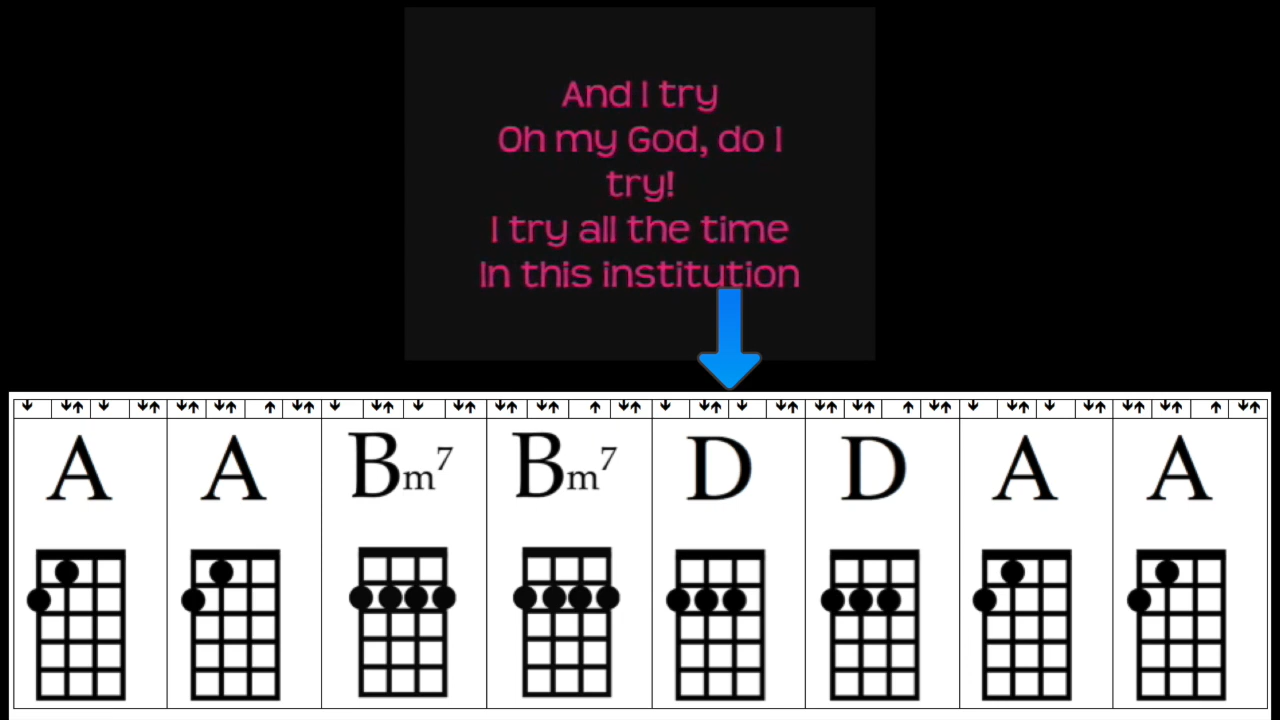 And I try
Oh my God, do I
try!
I try all the time
In this institution
↓ ↓↑ ↓ ↓↑ ↓↑ ↓↑ ↑ ↓↑ ↓ ↓↑ ↓ ↓↑ ↓↑ ↓↑ ↑ ↓↑ ↓ ↓↑ ↓ ↓↑ ↓↑ ↓↑ ↑ ↓↑ ↓ ↓↑ ↓ ↓↑ ↓↑ ↓↑ ↑ ↓↑
A A Bm7 Bm7 D D A A